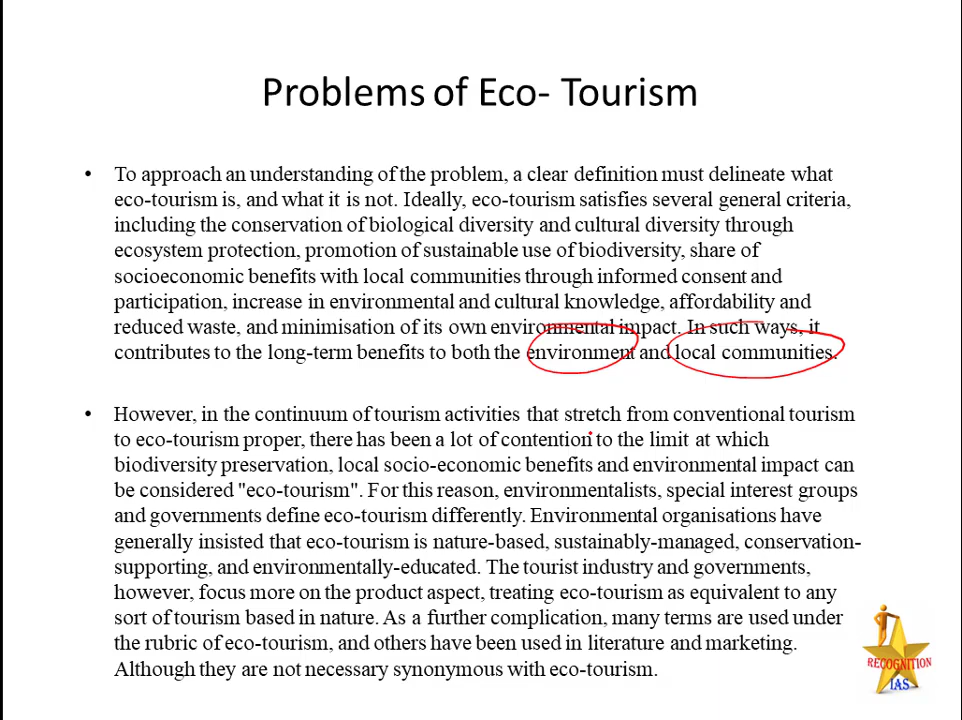 Problems of Eco- Tourism
• To approach an understanding of the problem, a clear definition must delineate what
eco-tourism is, and what it is not. Ideally, eco-tourism satisfies several general criteria,
including the conservation of biological diversity and cultural diversity through
ecosystem protection, promotion of sustainable use of biodiversity, share of
socioeconomic benefits with local communities through informed consent and
participation, increase in environmental and cultural knowledge, affordability and
reduced waste, and minimisation of its own environmental impact. In such ways, it
contributes to the long-term benefits to both the environment and local communities.
• However, in the continuum of tourism activities that stretch from conventional tourism
to eco-tourism proper, there has been a lot of contention to the limit at which
biodiversity preservation, local socio-economic benefits and environmental impact can
be considered "eco-tourism". For this reason, environmentalists, special interest groups
and governments define eco-tourism differently. Environmental organisations have
generally insisted that eco-tourism is nature-based, sustainably-managed, conservation-
supporting, and environmentally-educated. The tourist industry and governments,
however, focus more on the product aspect, treating eco-tourism as equivalent to any
sort of tourism based in nature. As a further complication, many terms are used under
the rubric of eco-tourism, and others have been used in literature and marketing.
Although they are not necessary synonymous with eco-tourism.
RECOGNITION
IAS